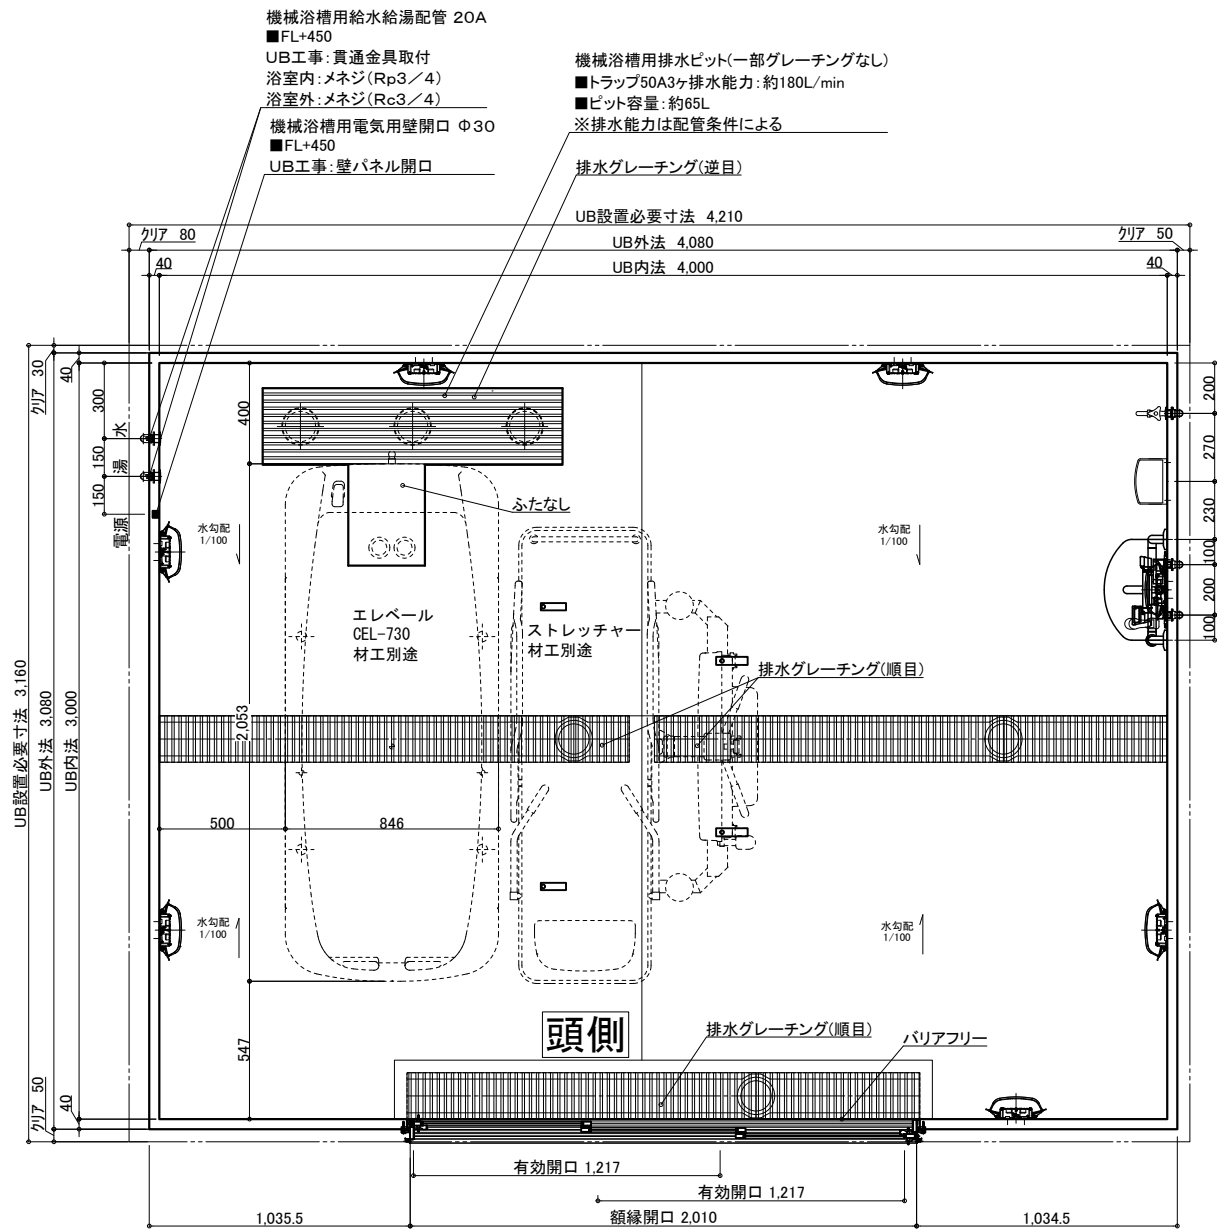 機械浴槽用給水給湯配管 20A
■FL+450
UB工事:貫通金具取付
浴室内:メネジ(Rp3／4)
浴室外:メネジ(Rc3／4)
機械浴槽用電気用壁開口 Φ30
■FL+450
UB工事:壁パネル開口
機械浴槽用排水ピット(一部グレーチングなし)
■トラップ50A3ヶ排水能力:約180L/min
■ピット容量:約65L
※排水能力は配管条件による
排水グレーチング(逆目)
UB設置必要寸法 4,210
クリア 80
UB外法 4,080
クリア 50
40
UB内法 4,000
40
クリア 30
40
300
水
400
200
150
湯
270
150
電源
ふたなし
230
水勾配
1/100
水勾配
1/100
100
200
100
エレベール
CEL-730
材工別途
ストレッチャー
材工別途
排水グレーチング(順目)
UB設置必要寸法 3,160
UB外法 3,080
UB内法 3,000
2,053
500
846
水勾配
1/100
水勾配
1/100
頭側
547
排水グレーチング(順目)
バリアフリー
クリア 50
40
有効開口 1,217
有効開口 1,217
1,035.5
額縁開口 2,010
1,034.5